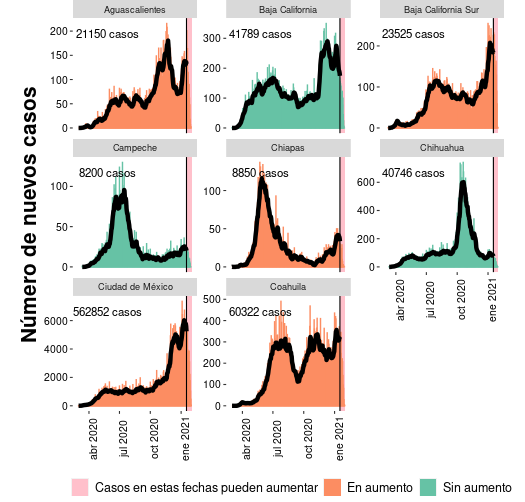 Aguascalientes
Baja California
Baja California Sur
21150 casos
41789 casos
23525 casos
200
150
100
50
0
300
200
100
0
200
100
0
Campeche
Chiapas
Chihuahua
8200 casos
8850 casos
40746 casos
100
50
0
100
50
0
600
400
200
0
Ciudad de México
Coahuila
562852 casos
60322 casos
6000
4000
2000
0
500
400
300
200
100
0
abr 2020
jul 2020
oct 2020
ene 2021
abr 2020
jul 2020
oct 2020
ene 2021
abr 2020
jul 2020
oct 2020
ene 2021
Número de nuevos casos
Casos en estas fechas pueden aumentar
En aumento
Sin aumento